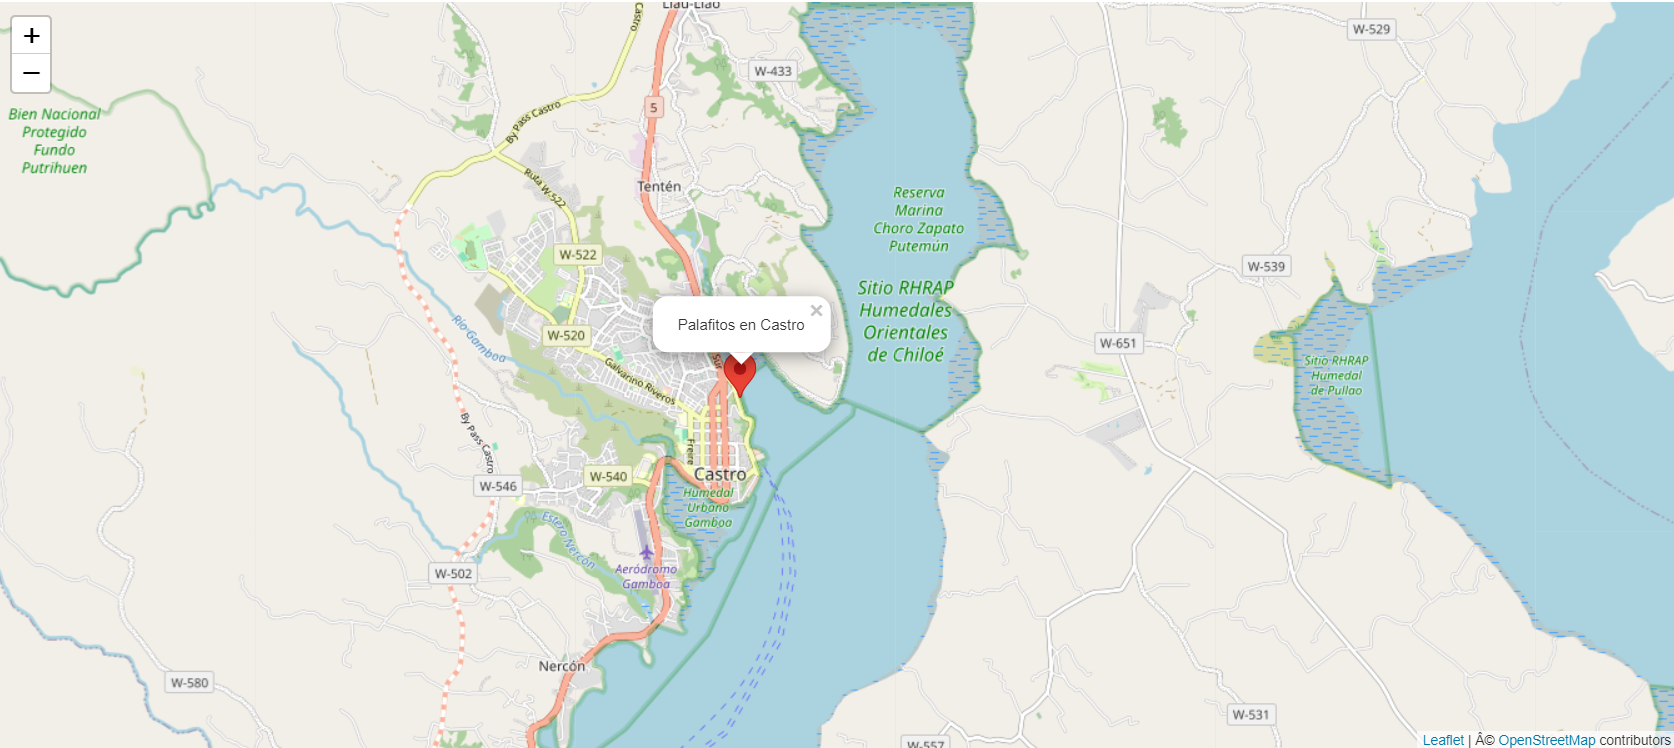 Llau-Llao
Castro
W-529
+
−
W-433
5
Bien Nacional
Protegido
Fundo
Putrihuen
By Pass Castro
Ruta W-522
Tentén
Reserva
Marina
Choro Zapato
Putemún
W-522
W-539
Sitio RHRAP
Humedales
Orientales
de Chiloé
Palafitos en Castro
×
Río Gamboa
W-520
W-651
Sur
Galvarino Riveros
Sitio RHRAP
Humedal
de Pullao
By Pass Castro
Freire
Castro
W-540
W-546
Humedal
Urbano
Gamboa
Estero Nercón
W-502
Aeródromo
Gamboa
Nercón
W-580
W-531
W-557
Leaflet | Â© OpenStreetMap contributors